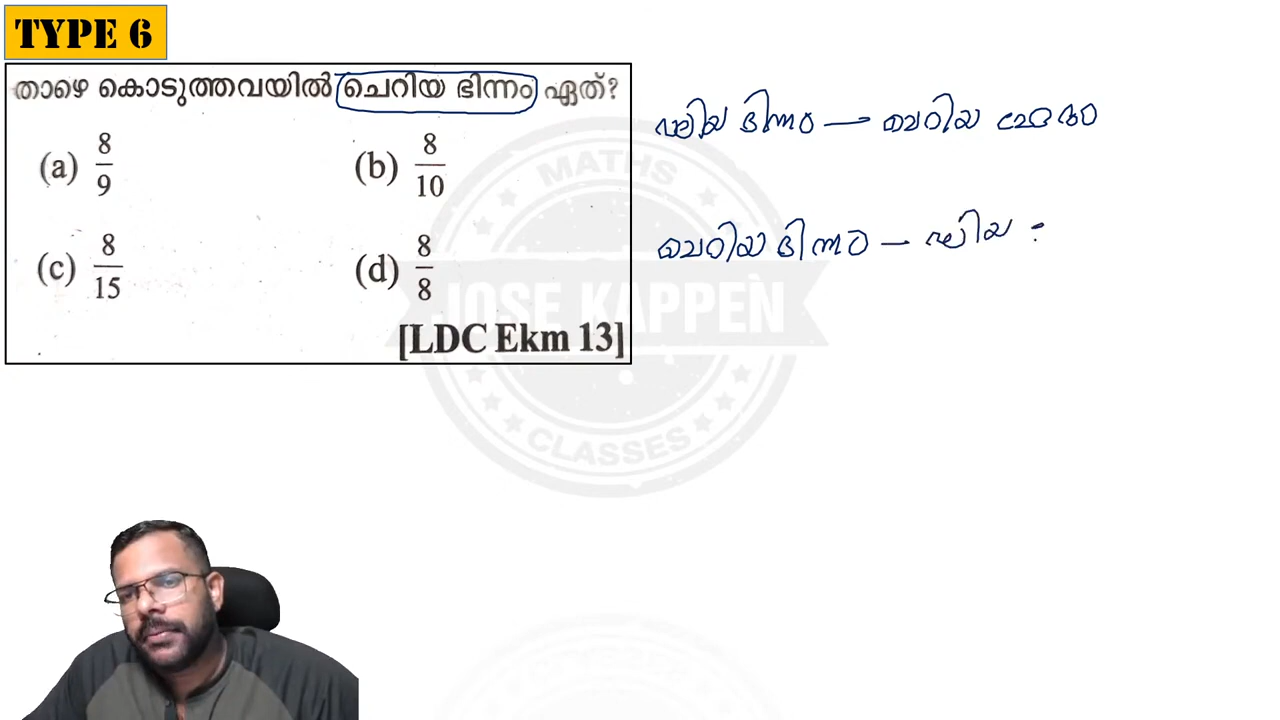 TYPE 6
താഴെ കൊടുത്തവയിൽ ചെറിയ ഭിന്നം ഏത്?
(a) 8/9 (b) 8/10
(c) 8/15 (d) 8/8
[LDC Ekm 13]
വലിയ ഭിന്നം — ചെറിയ ഛേദം
ചെറിയ ഭിന്നം — വലിയ :
MATHS
JOSE KAPPEN
CLASSES